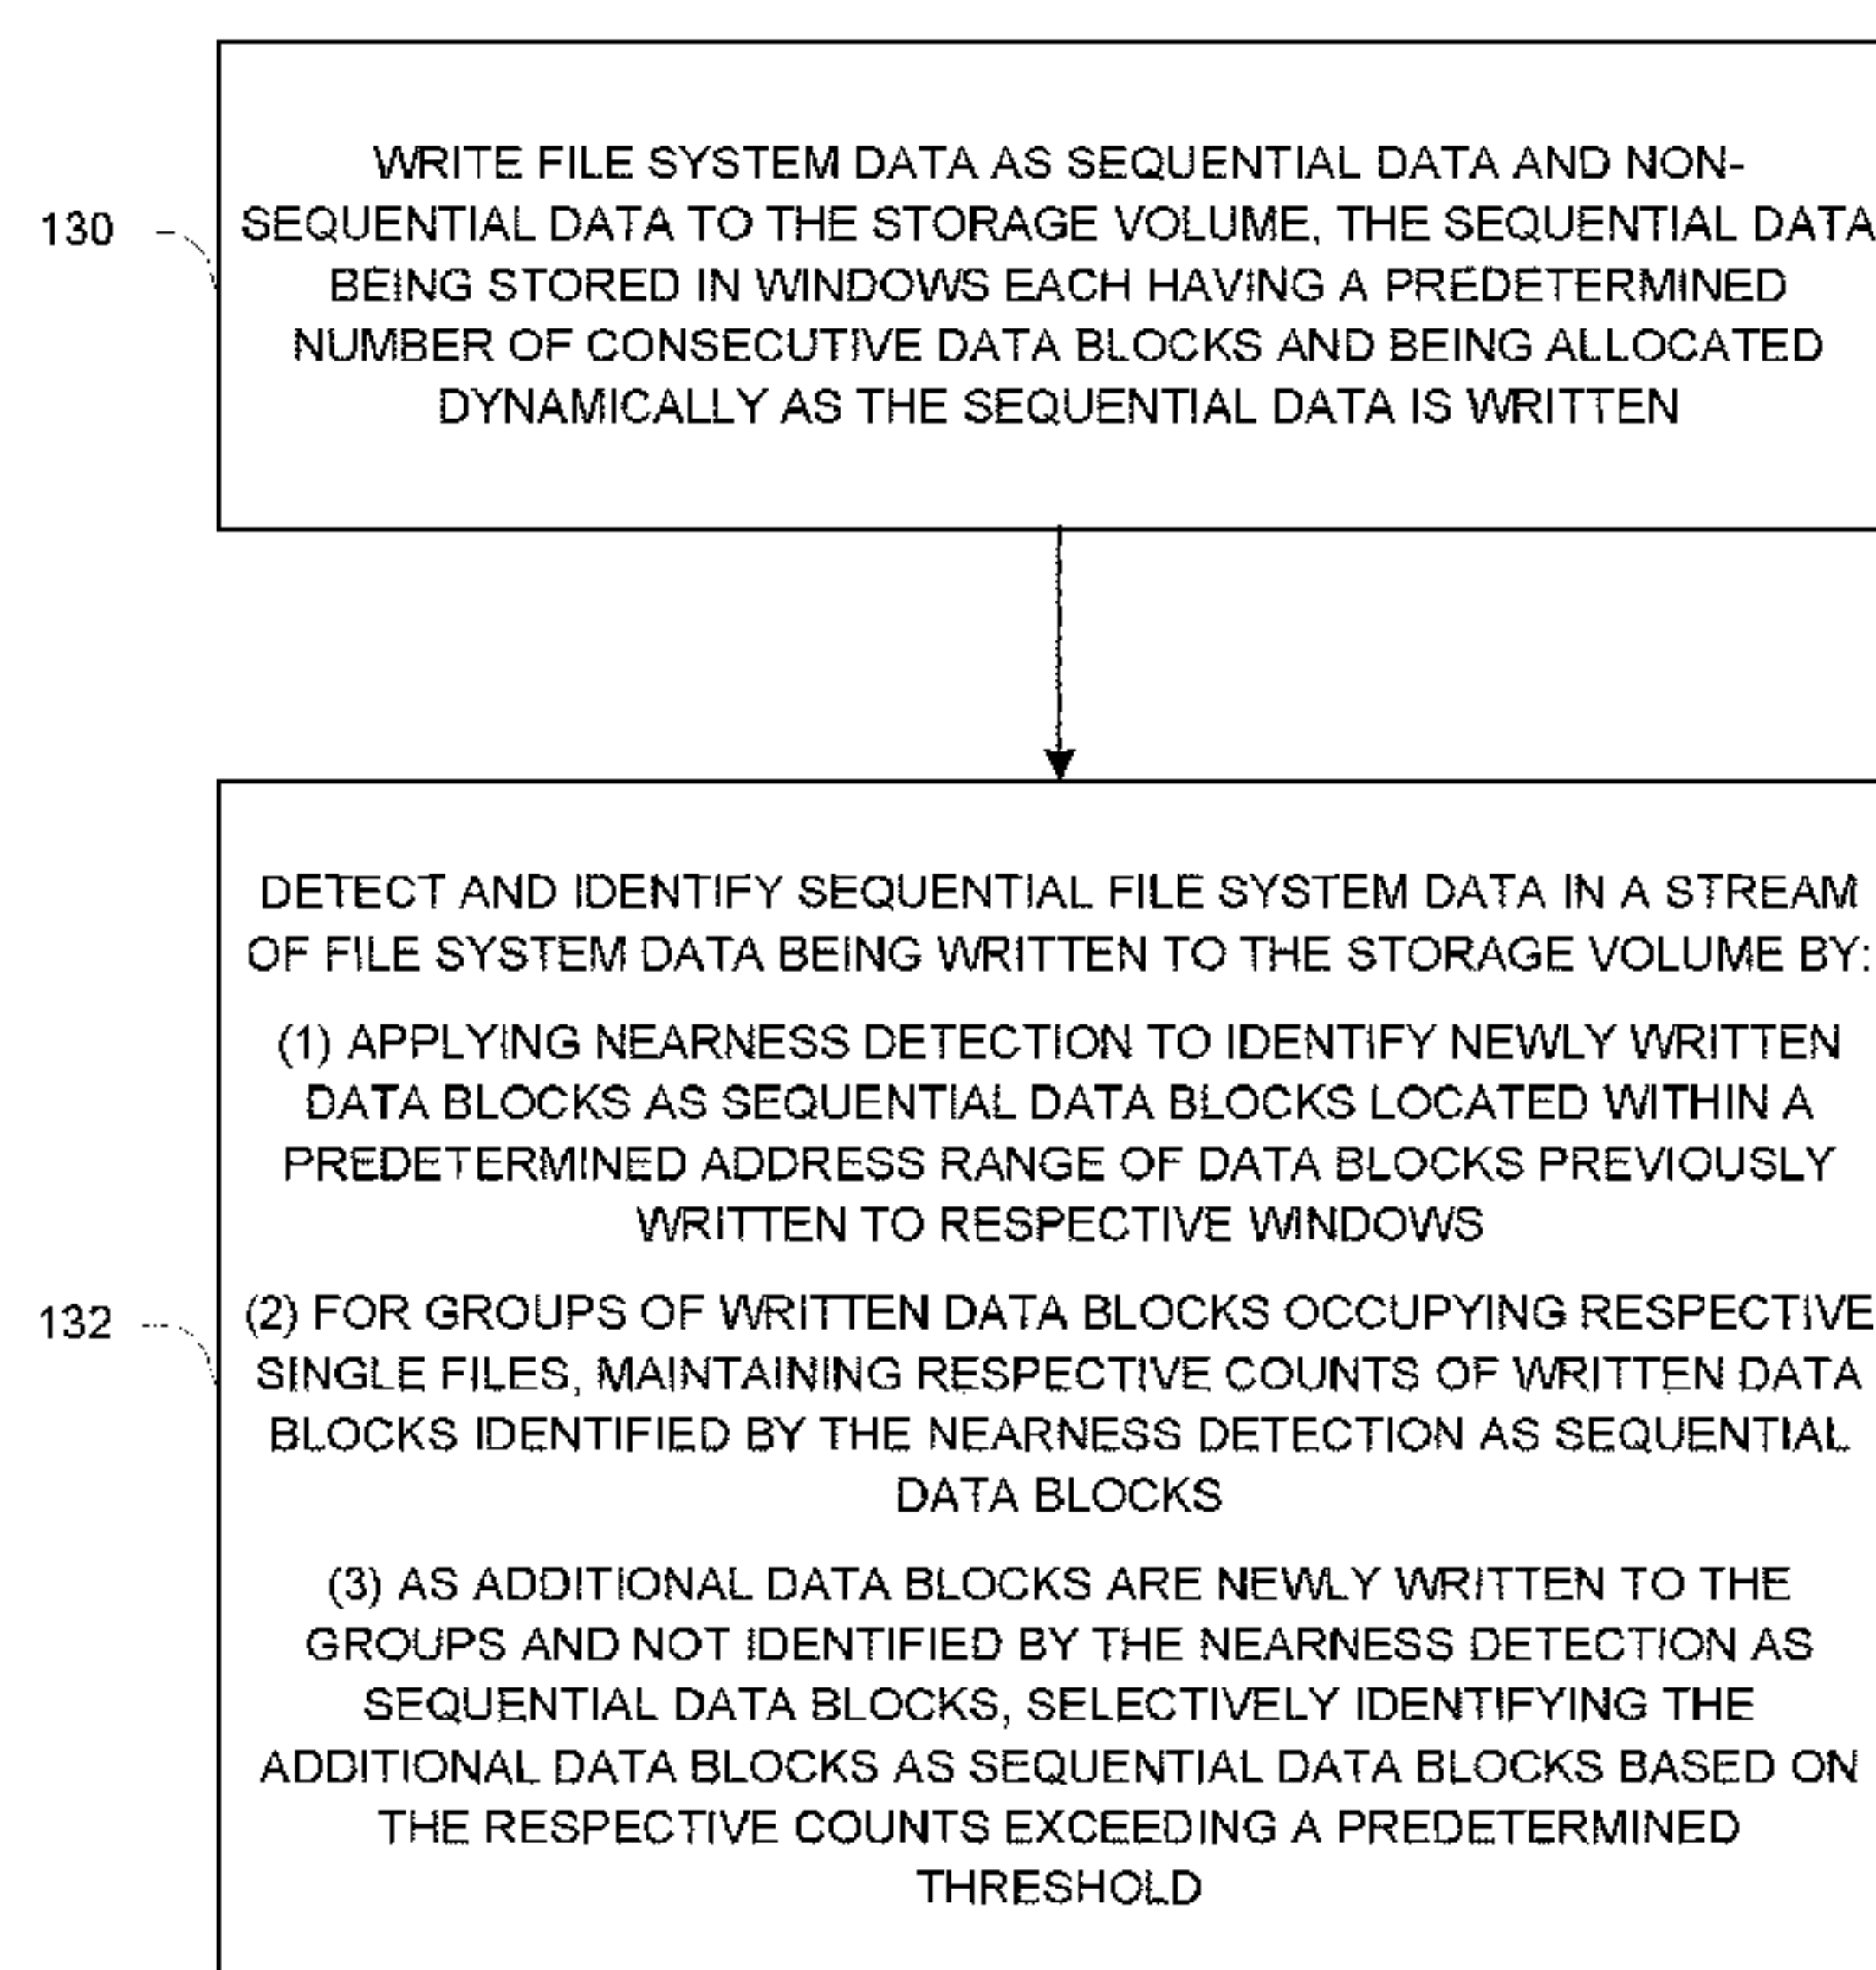 WRITE FILE SYSTEM DATA AS SEQUENTIAL DATA AND NON-
130
SEQUENTIAL DATA TO THE STORAGE VOLUME, THE SEQUENTIAL DATA
BEING STORED IN WINDOWS EACH HAVING A PREDETERMINED
NUMBER OF CONSECUTIVE DATA BLOCKS AND BEING ALLOCATED
DYNAMICALLY AS THE SEQUENTIAL DATA IS WRITTEN
DETECT AND IDENTIFY SEQUENTIAL FILE SYSTEM DATA IN A STREAM
OF FILE SYSTEM DATA BEING WRITTEN TO THE STORAGE VOLUME BY:
(1) APPLYING NEARNESS DETECTION TO IDENTIFY NEWLY WRITTEN
DATA BLOCKS AS SEQUENTIAL DATA BLOCKS LOCATED WITHIN A
PREDETERMINED ADDRESS RANGE OF DATA BLOCKS PREVIOUSLY
WRITTEN TO RESPECTIVE WINDOWS
132
(2) FOR GROUPS OF WRITTEN DATA BLOCKS OCCUPYING RESPECTIVE
SINGLE FILES, MAINTAINING RESPECTIVE COUNTS OF WRITTEN DATA
BLOCKS IDENTIFIED BY THE NEARNESS DETECTION AS SEQUENTIAL
DATA BLOCKS
(3) AS ADDITIONAL DATA BLOCKS ARE NEWLY WRITTEN TO THE
GROUPS AND NOT IDENTIFIED BY THE NEARNESS DETECTION AS
SEQUENTIAL DATA BLOCKS, SELECTIVELY IDENTIFYING THE
ADDITIONAL DATA BLOCKS AS SEQUENTIAL DATA BLOCKS BASED ON
THE RESPECTIVE COUNTS EXCEEDING A PREDETERMINED
THRESHOLD